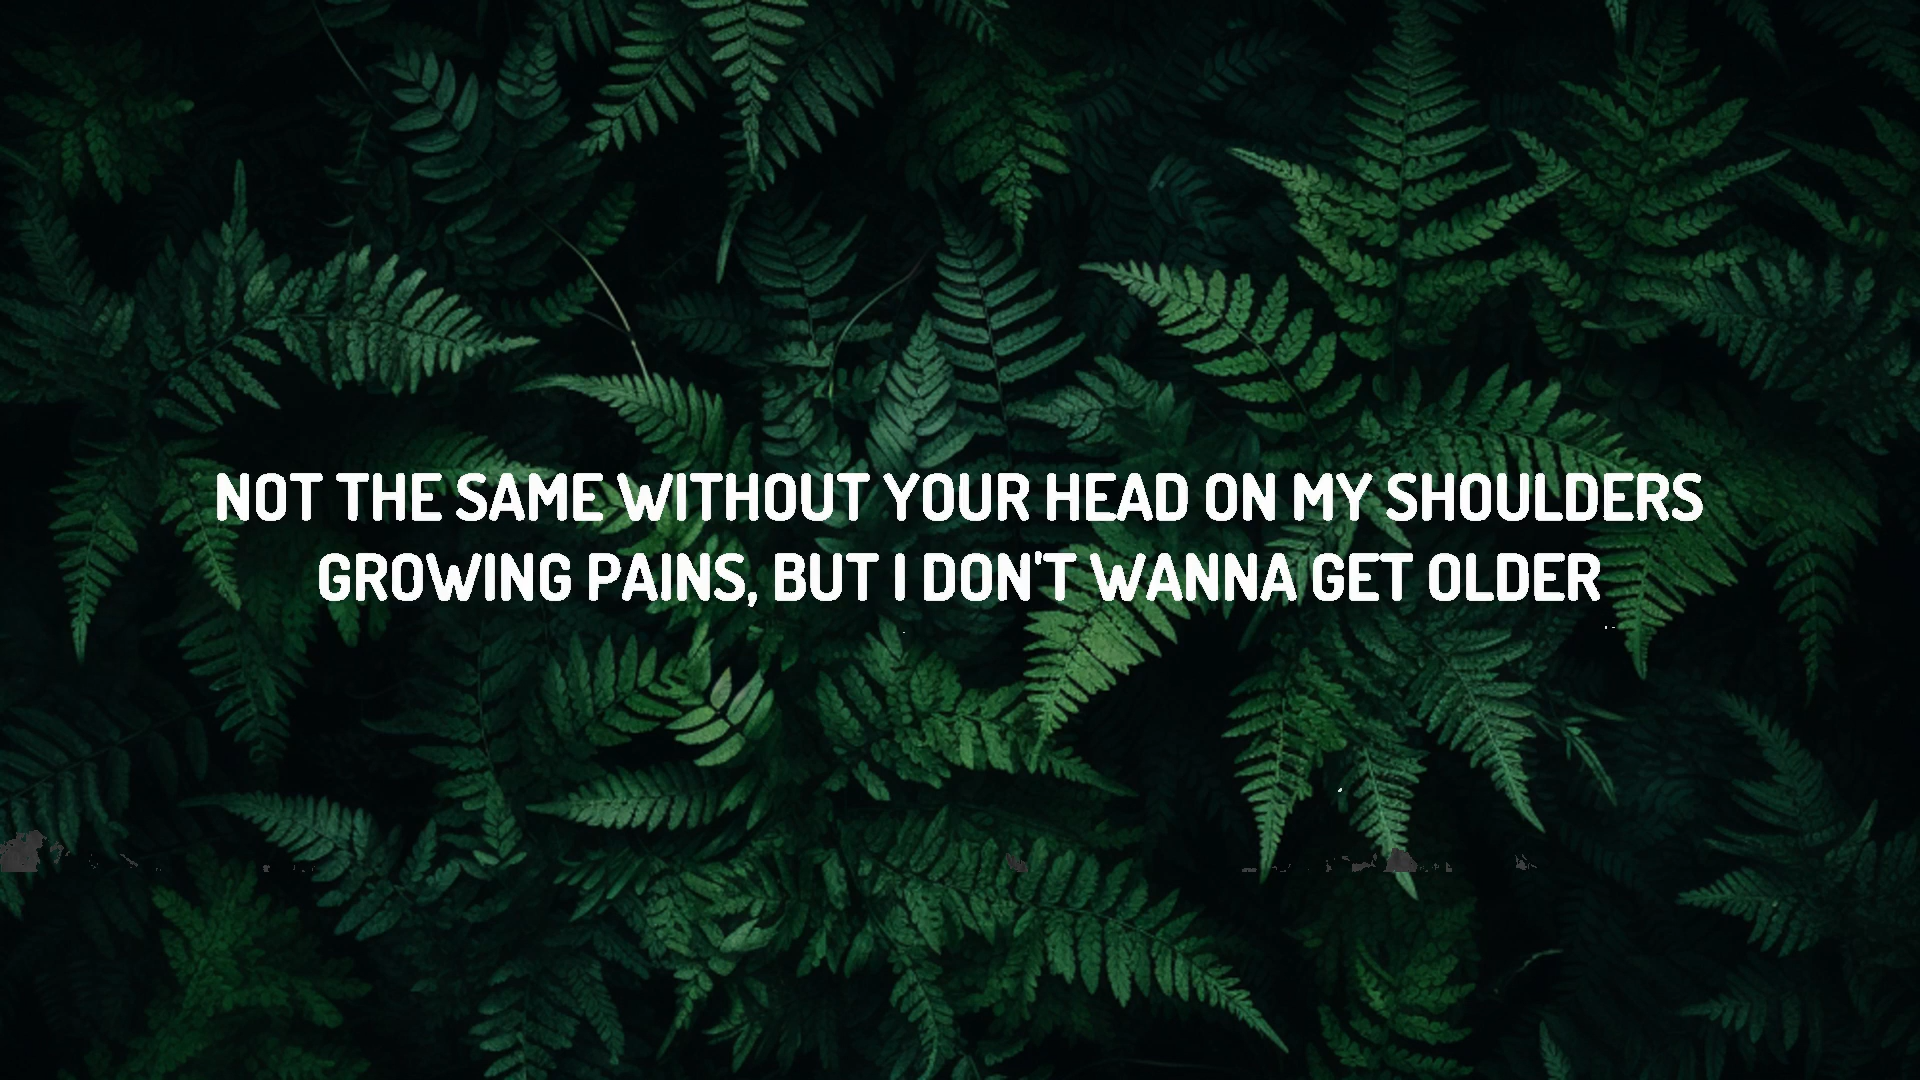 NOT THE SAME WITHOUT YOUR HEAD ON MY SHOULDERS
GROWING PAINS, BUT I DON'T WANNA GET OLDER